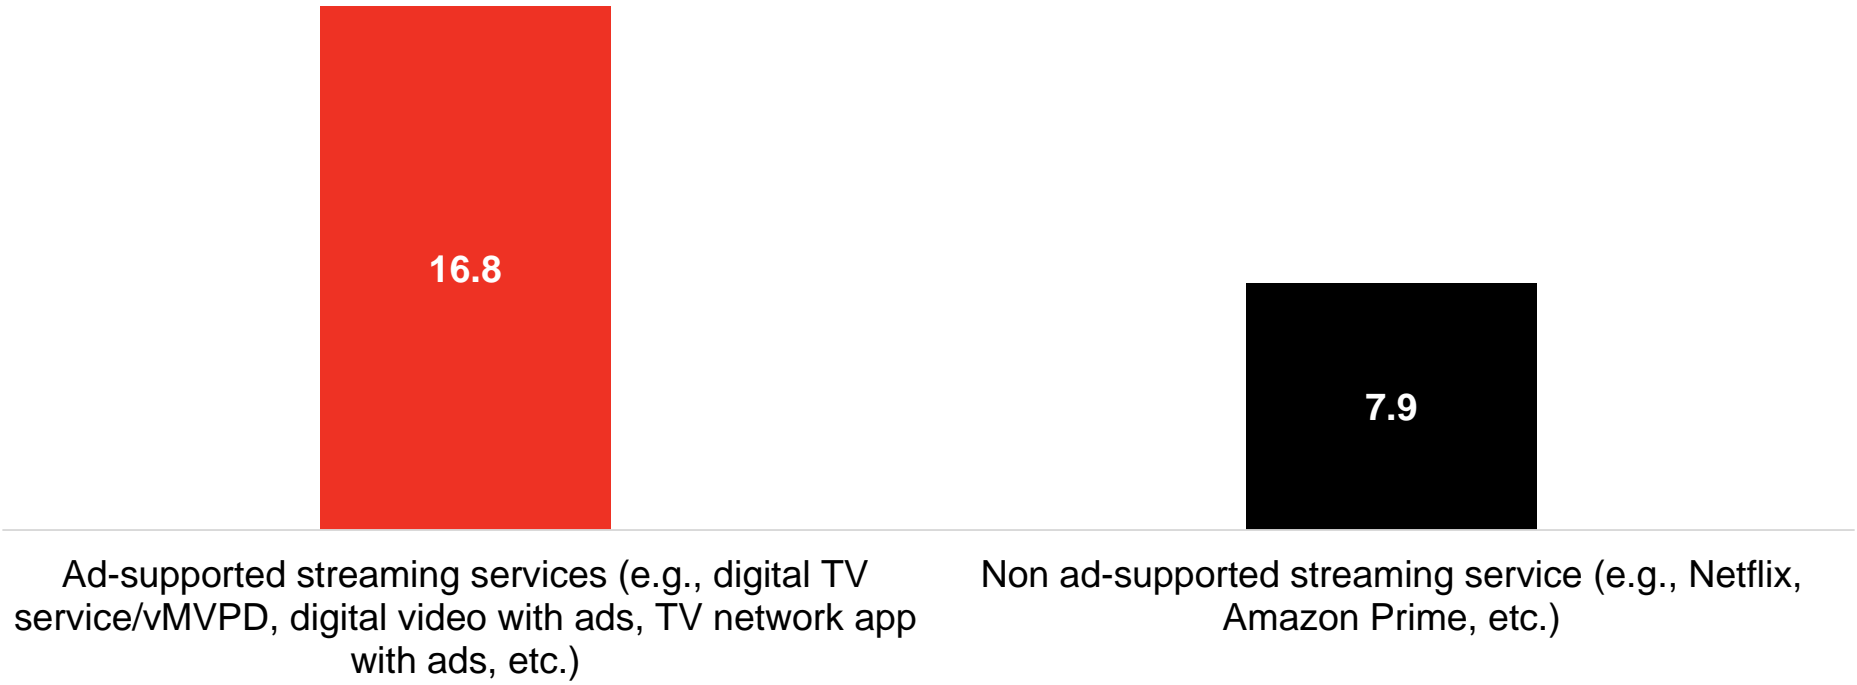 16.8
7.9
Ad-supported streaming services (e.g., digital TV
service/vMVPD, digital video with ads, TV network app
with ads, etc.)
Non ad-supported streaming service (e.g., Netflix,
Amazon Prime, etc.)